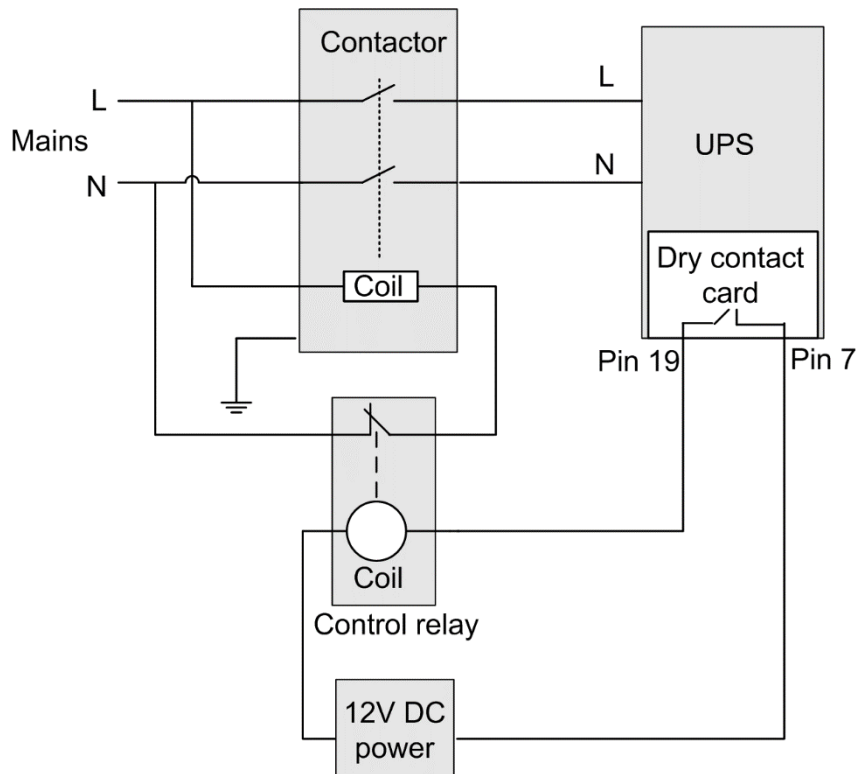 Contactor
L
L
Mains
UPS
N
N
Dry contact
card
Coil
Pin 19
Pin 7
Coil
Control relay
12V DC
power